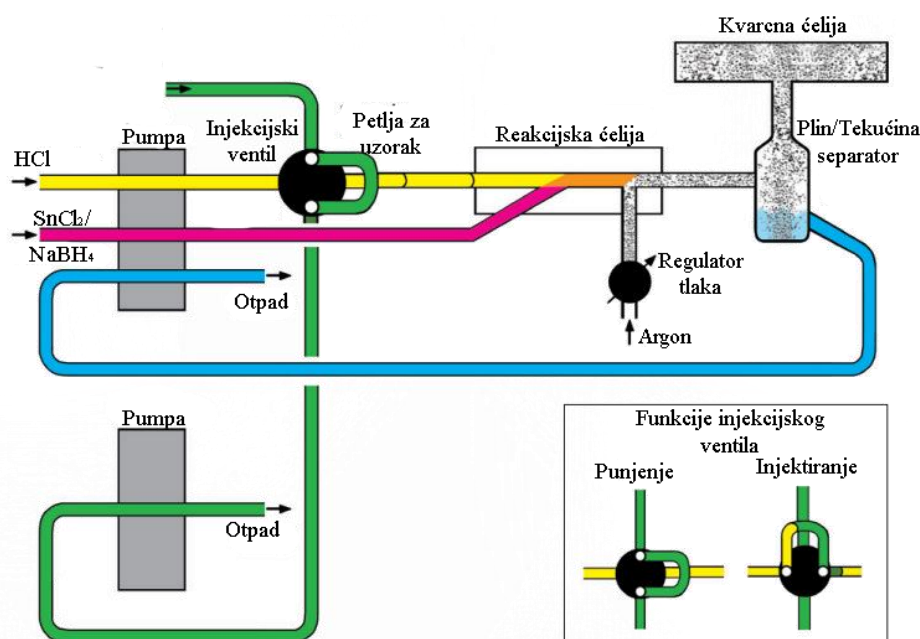 Kvarcna ćelija
Pumpa
Injekcijski
ventil
Petlja za
uzorak
Reakcijska ćelija
Plin/Tekućina
separator
HCl
SnCl₂/
NaBH₄
Otpad
Regulator
tlaka
Argon
Pumpa
Otpad
Funkcije injekcijskog
ventila
Punjenje
Injektiranje